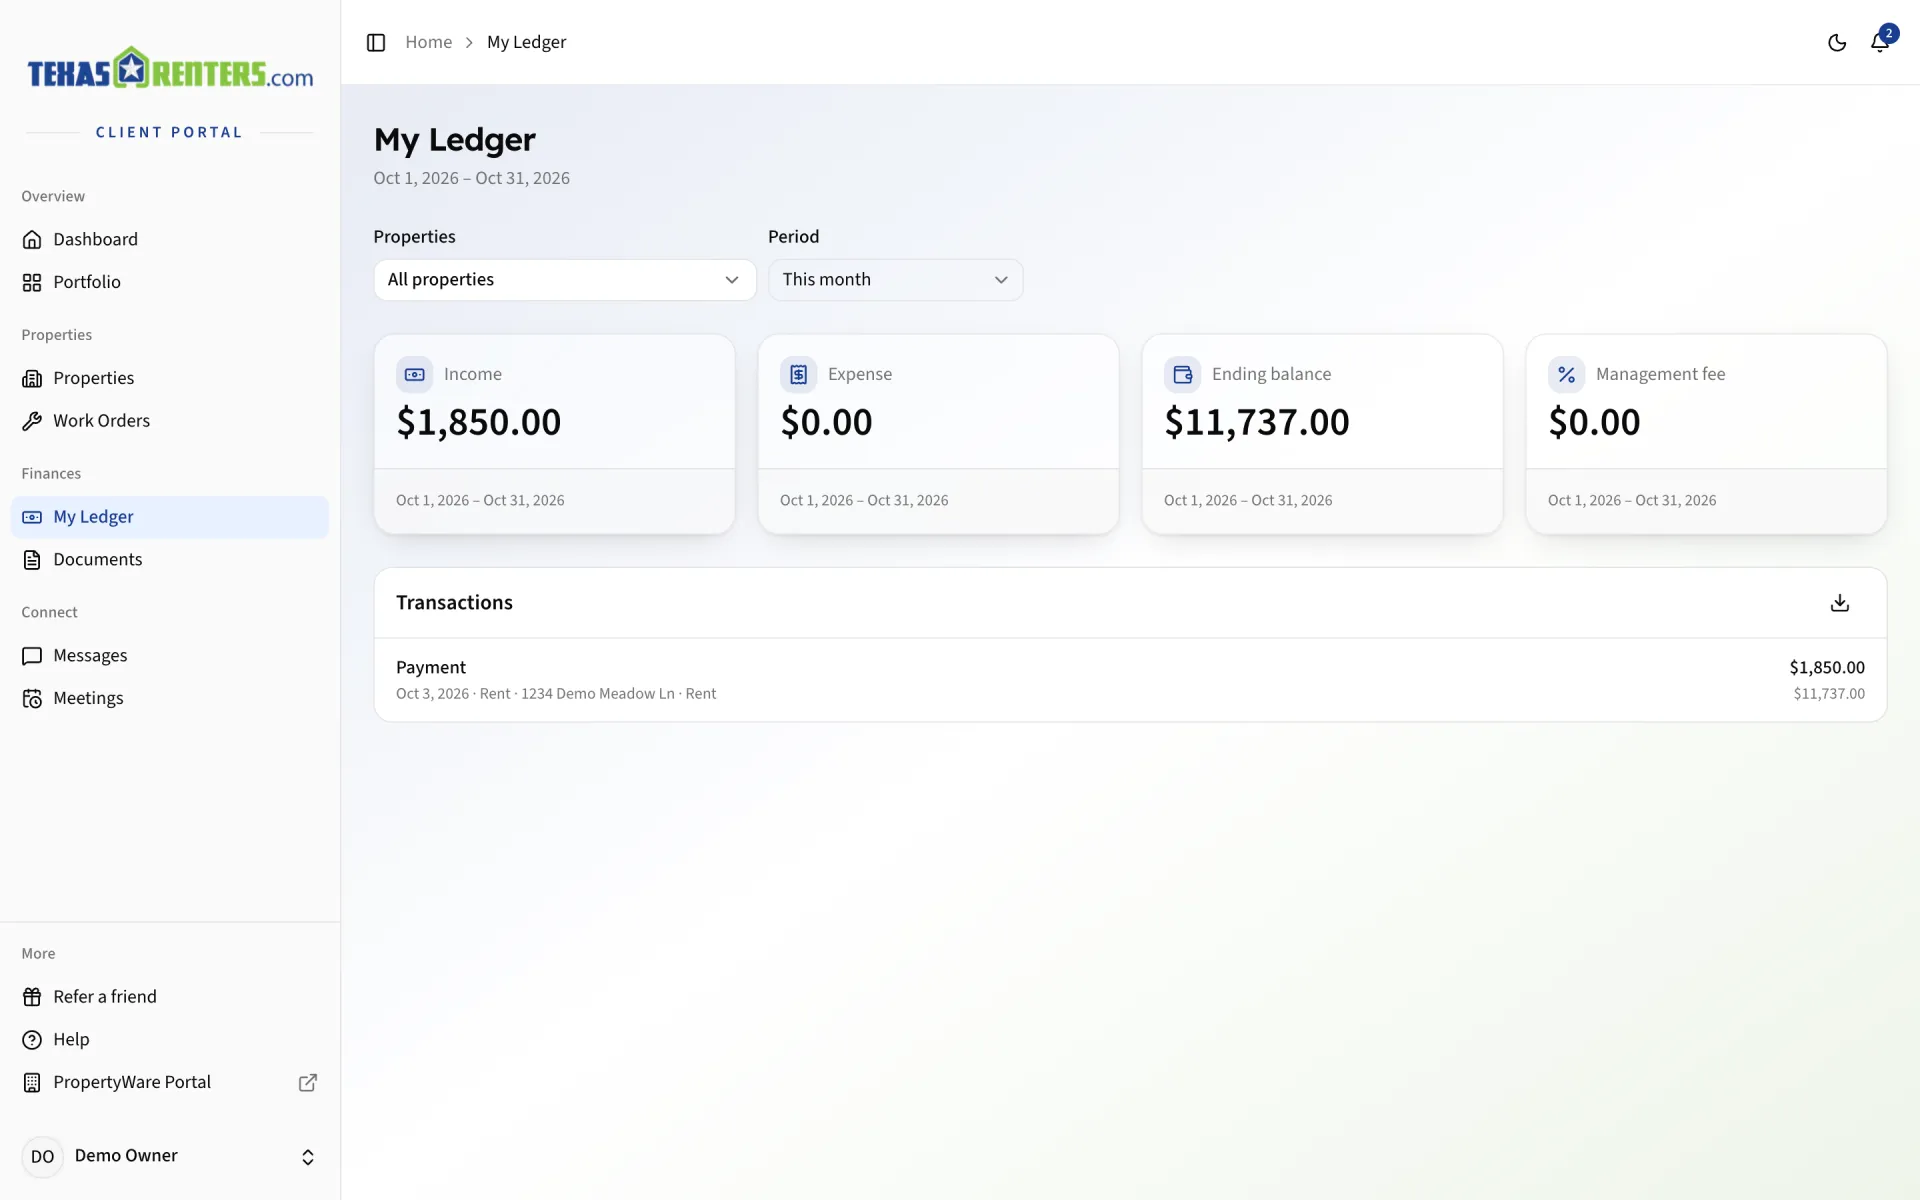 TEXAS RENTERS.com
CLIENT PORTAL
Overview
Dashboard
Portfolio
Properties
Properties
Work Orders
Finances
My Ledger
Documents
Connect
Messages
Meetings
More
Refer a friend
Help
PropertyWare Portal
DO Demo Owner
Home > My Ledger
2
My Ledger
Oct 1, 2026 – Oct 31, 2026
Properties
All properties
Period
This month
Income
$1,850.00
Oct 1, 2026 – Oct 31, 2026
Expense
$0.00
Oct 1, 2026 – Oct 31, 2026
Ending balance
$11,737.00
Oct 1, 2026 – Oct 31, 2026
Management fee
$0.00
Oct 1, 2026 – Oct 31, 2026
Transactions
Payment
$1,850.00
Oct 3, 2026 · Rent · 1234 Demo Meadow Ln · Rent
$11,737.00